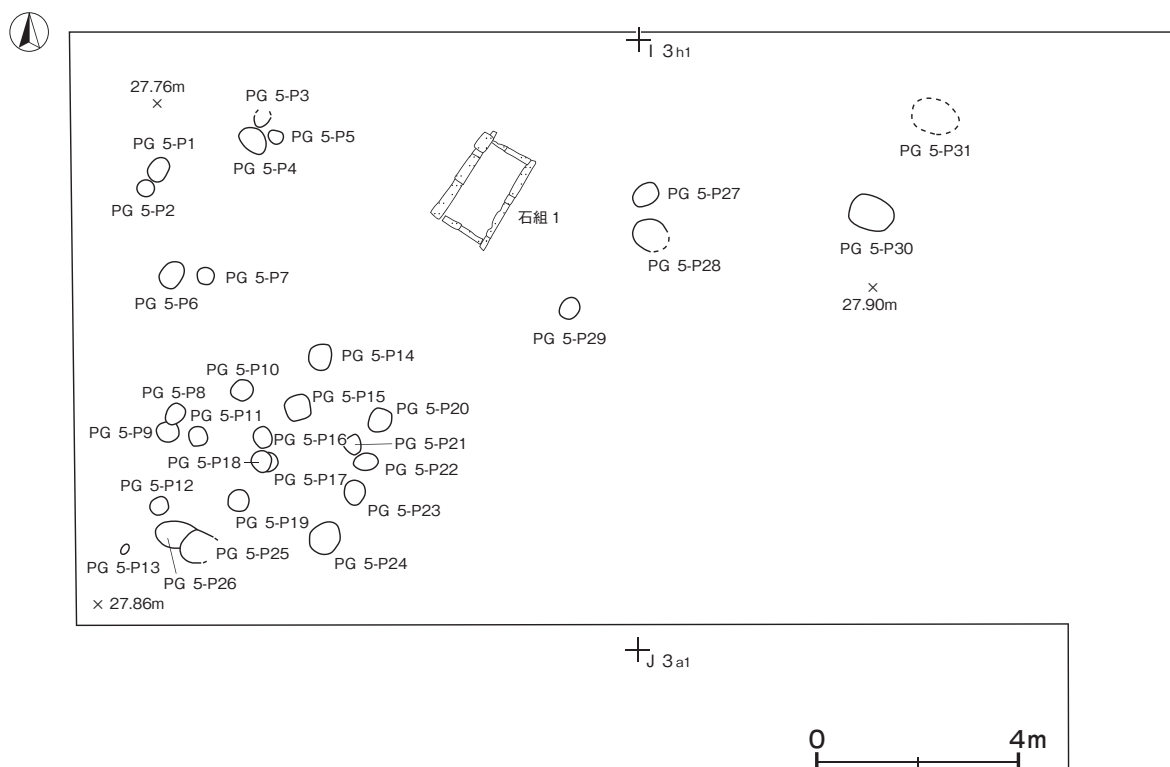 I 3h1
27.76m
PG 5-P3
PG 5-P1
PG 5-P5
PG 5-P31
PG 5-P4
PG 5-P27
PG 5-P2
石組 1
PG 5-P30
PG 5-P28
PG 5-P7
PG 5-P6
27.90m
PG 5-P29
PG 5-P14
PG 5-P10
PG 5-P8
PG 5-P15
PG 5-P11
PG 5-P20
PG 5-P9
PG 5-P16
PG 5-P21
PG 5-P18
PG 5-P22
PG 5-P17
PG 5-P12
PG 5-P23
PG 5-P19
PG 5-P25
PG 5-P24
PG 5-P13
PG 5-P26
27.86m
J 3a1
0 4m